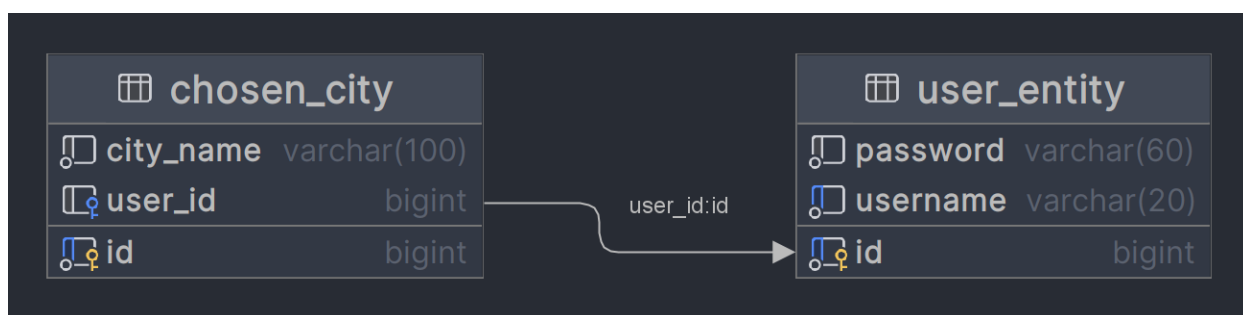 chosen_city
city_name varchar(100)
user_id bigint
id bigint
user_id:id
user_entity
password varchar(60)
username varchar(20)
id bigint